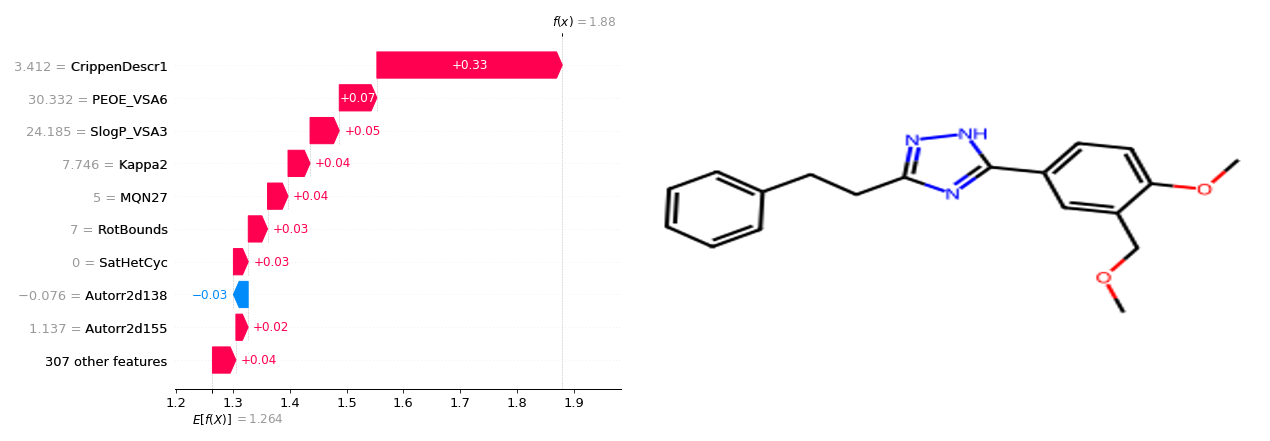 f(x) = 1.88
3.412 = CrippenDescr1
+0.33
30.332 = PEOE_VSA6
+0.07
24.185 = SlogP_VSA3
+0.05
7.746 = Kappa2
+0.04
5 = MQN27
+0.04
7 = RotBounds
+0.03
0 = SatHetCyc
+0.03
−0.076 = Autorr2d138
−0.03
1.137 = Autorr2d155
+0.02
307 other features
+0.04
1.2 1.3 1.4 1.5 1.6 1.7 1.8 1.9
E[f(X)] = 1.264
N
NH
N
O
O